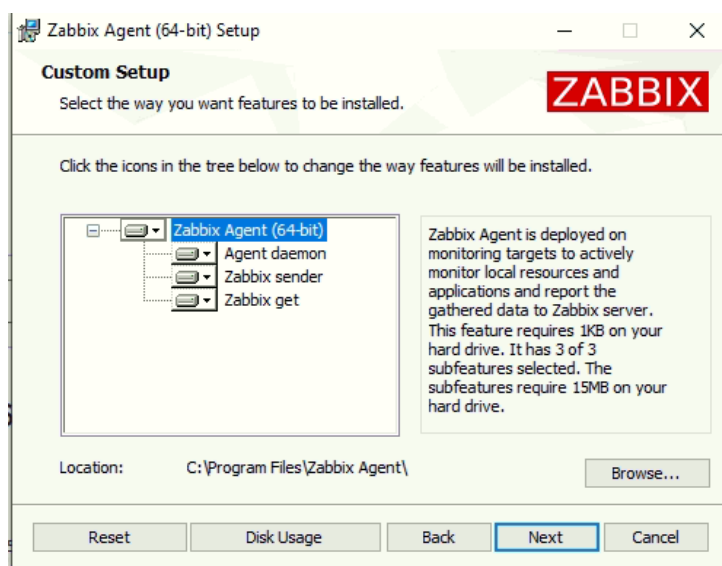 Zabbix Agent (64-bit) Setup
Custom Setup
Select the way you want features to be installed.
ZABBIX
Click the icons in the tree below to change the way features will be installed.
Zabbix Agent (64-bit)
Agent daemon
Zabbix sender
Zabbix get
Zabbix Agent is deployed on
monitoring targets to actively
monitor local resources and
applications and report the
gathered data to Zabbix server.
This feature requires 1KB on your
hard drive. It has 3 of 3
subfeatures selected. The
subfeatures require 15MB on your
hard drive.
Location: C:\Program Files\Zabbix Agent\
Browse...
Reset Disk Usage Back Next Cancel